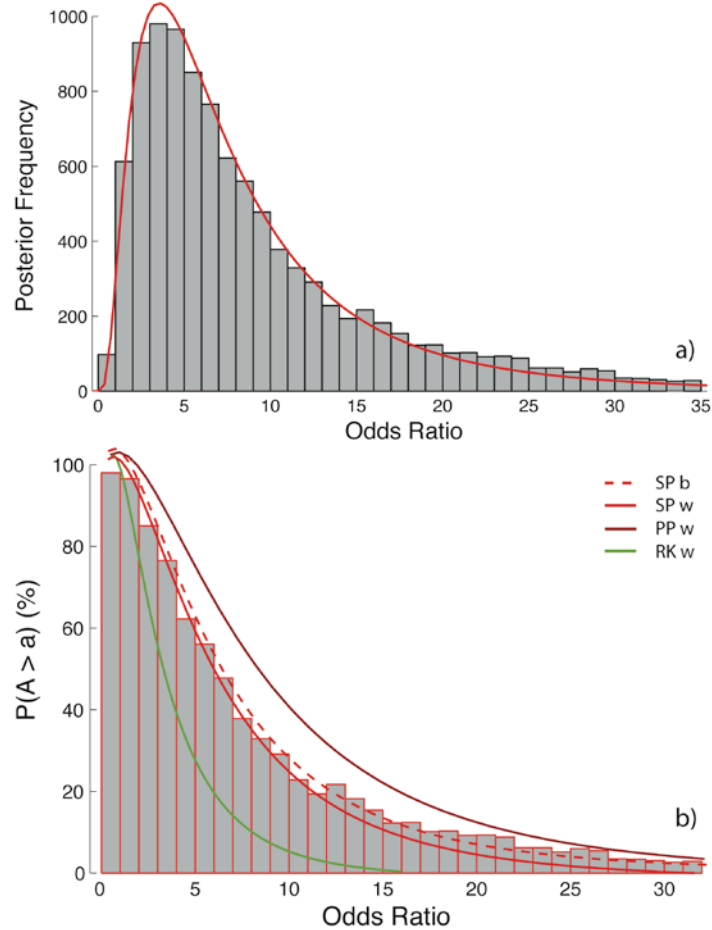 1000
800
600
400
200
0
Posterior Frequency
a)
0 5 10 15 20 25 30 35
Odds Ratio
100
80
60
40
20
0
P(A > a) (%)
SP b
SP w
PP w
RK w
b)
0 5 10 15 20 25 30
Odds Ratio